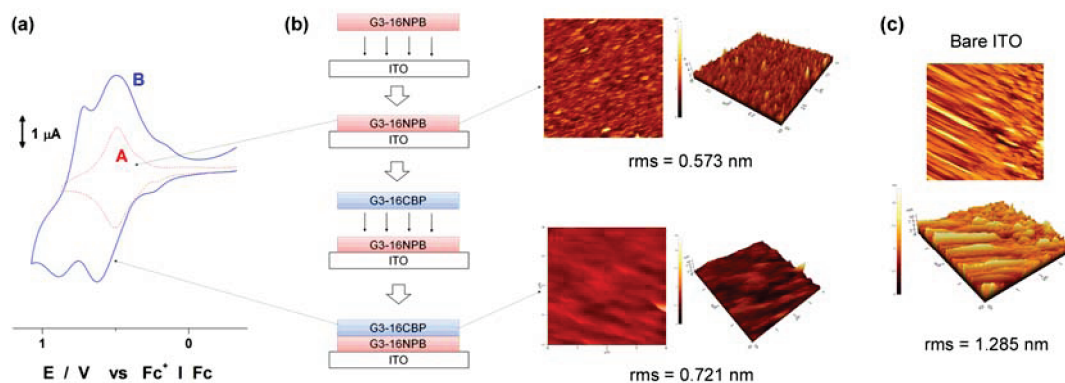 (a)
B
1 μA
A
1 0
E / V vs Fc⁺ I Fc
(b)
G3-16NPB
ITO
G3-16NPB
ITO
G3-16CBP
G3-16NPB
ITO
G3-16CBP
G3-16NPB
ITO
rms = 0.573 nm
rms = 0.721 nm
(c)
Bare ITO
rms = 1.285 nm